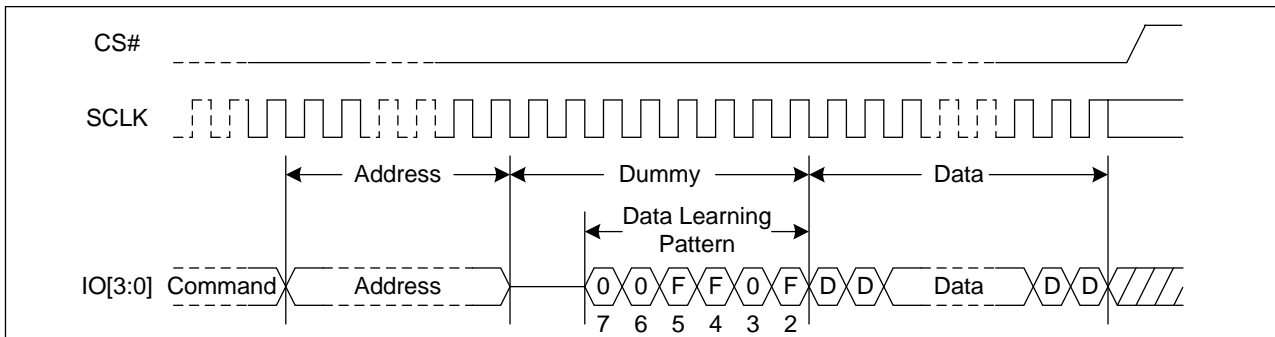 CS#
SCLK
Address Dummy Data
Data Learning
Pattern
IO[3:0] Command Address 0 0 F F 0 F D D Data D D
7 6 5 4 3 2